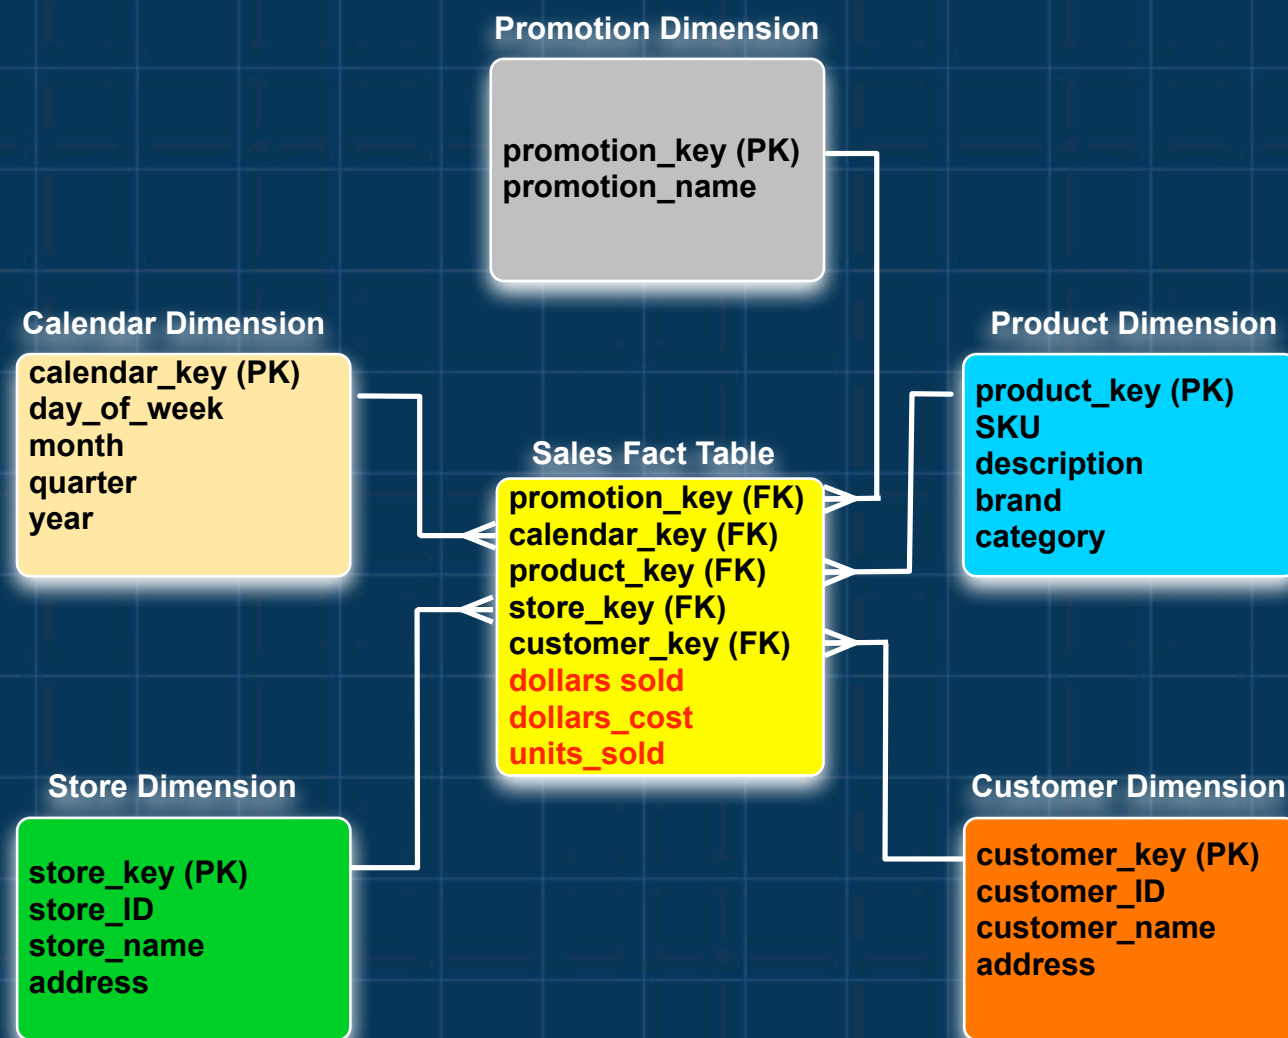 Promotion Dimension
promotion_key (PK)
promotion_name
Calendar Dimension
calendar_key (PK)
day_of_week
month
quarter
year
Product Dimension
product_key (PK)
SKU
description
brand
category
Sales Fact Table
promotion_key (FK)
calendar_key (FK)
product_key (FK)
store_key (FK)
customer_key (FK)
dollars sold
dollars_cost
units_sold
Store Dimension
store_key (PK)
store_ID
store_name
address
Customer Dimension
customer_key (PK)
customer_ID
customer_name
address